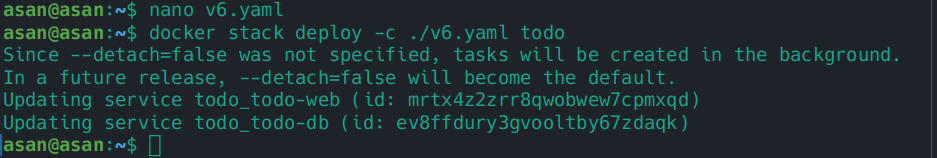 asan@asan:~$ nano v6.yaml
asan@asan:~$ docker stack deploy -c ./v6.yaml todo
Since --detach=false was not specified, tasks will be created in the background.
In a future release, --detach=false will become the default.
Updating service todo_todo-web (id: mrtx4z2zrr8qwobwew7cpmxqd)
Updating service todo_todo-db (id: ev8ffdury3gvooltby67zdaqk)
asan@asan:~$